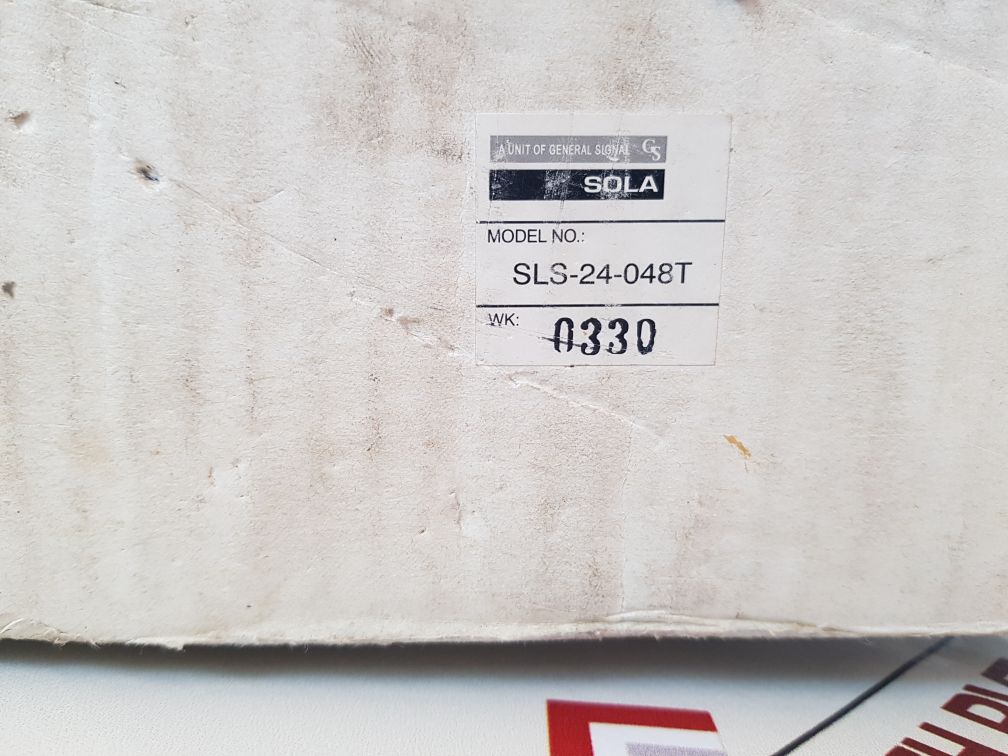 A UNIT OF GENERAL SIGNAL GS
SOLA
MODEL NO.:
SLS-24-048T
WK: 0330